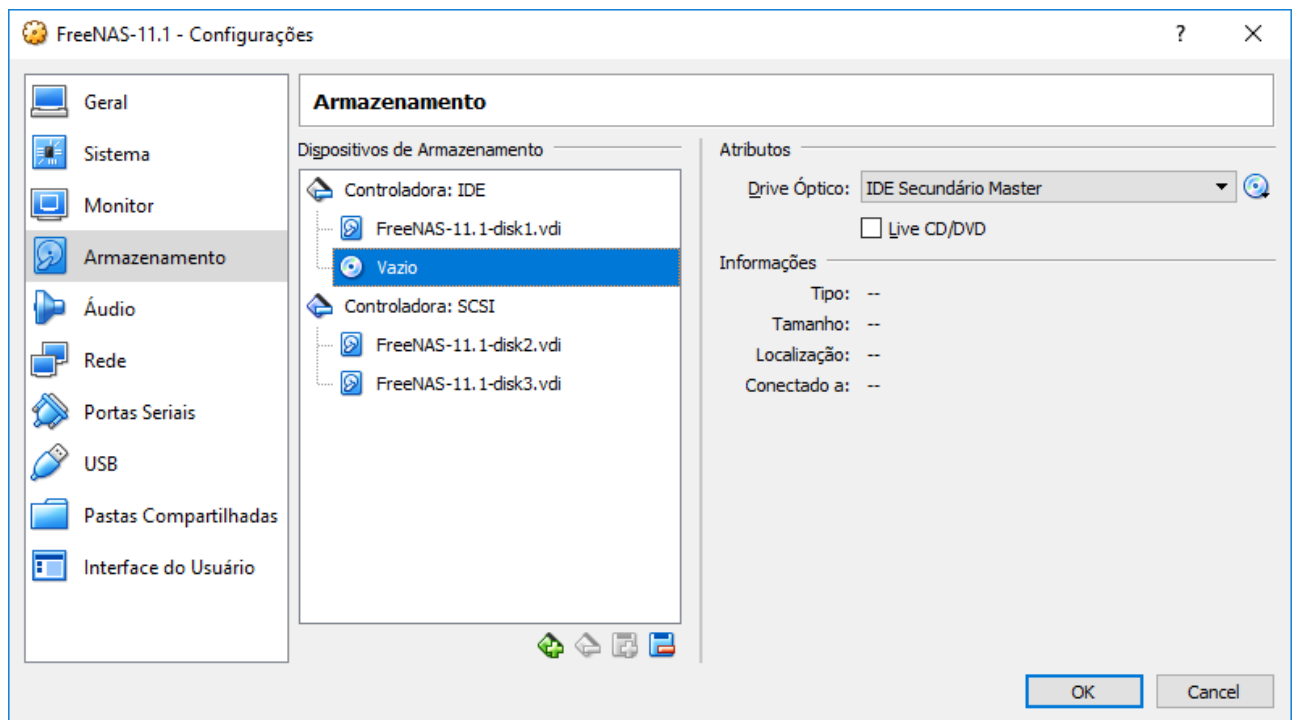 FreeNAS-11.1 - Configurações
?
Geral
Sistema
Monitor
Armazenamento
Áudio
Rede
Portas Seriais
USB
Pastas Compartilhadas
Interface do Usuário
Armazenamento
Dispositivos de Armazenamento
Controladora: IDE
FreeNAS-11.1-disk1.vdi
Vazio
Controladora: SCSI
FreeNAS-11.1-disk2.vdi
FreeNAS-11.1-disk3.vdi
Atributos
Drive Óptico: IDE Secundário Master
Live CD/DVD
Informações
Tipo: --
Tamanho: --
Localização: --
Conectado a: --
OK
Cancel